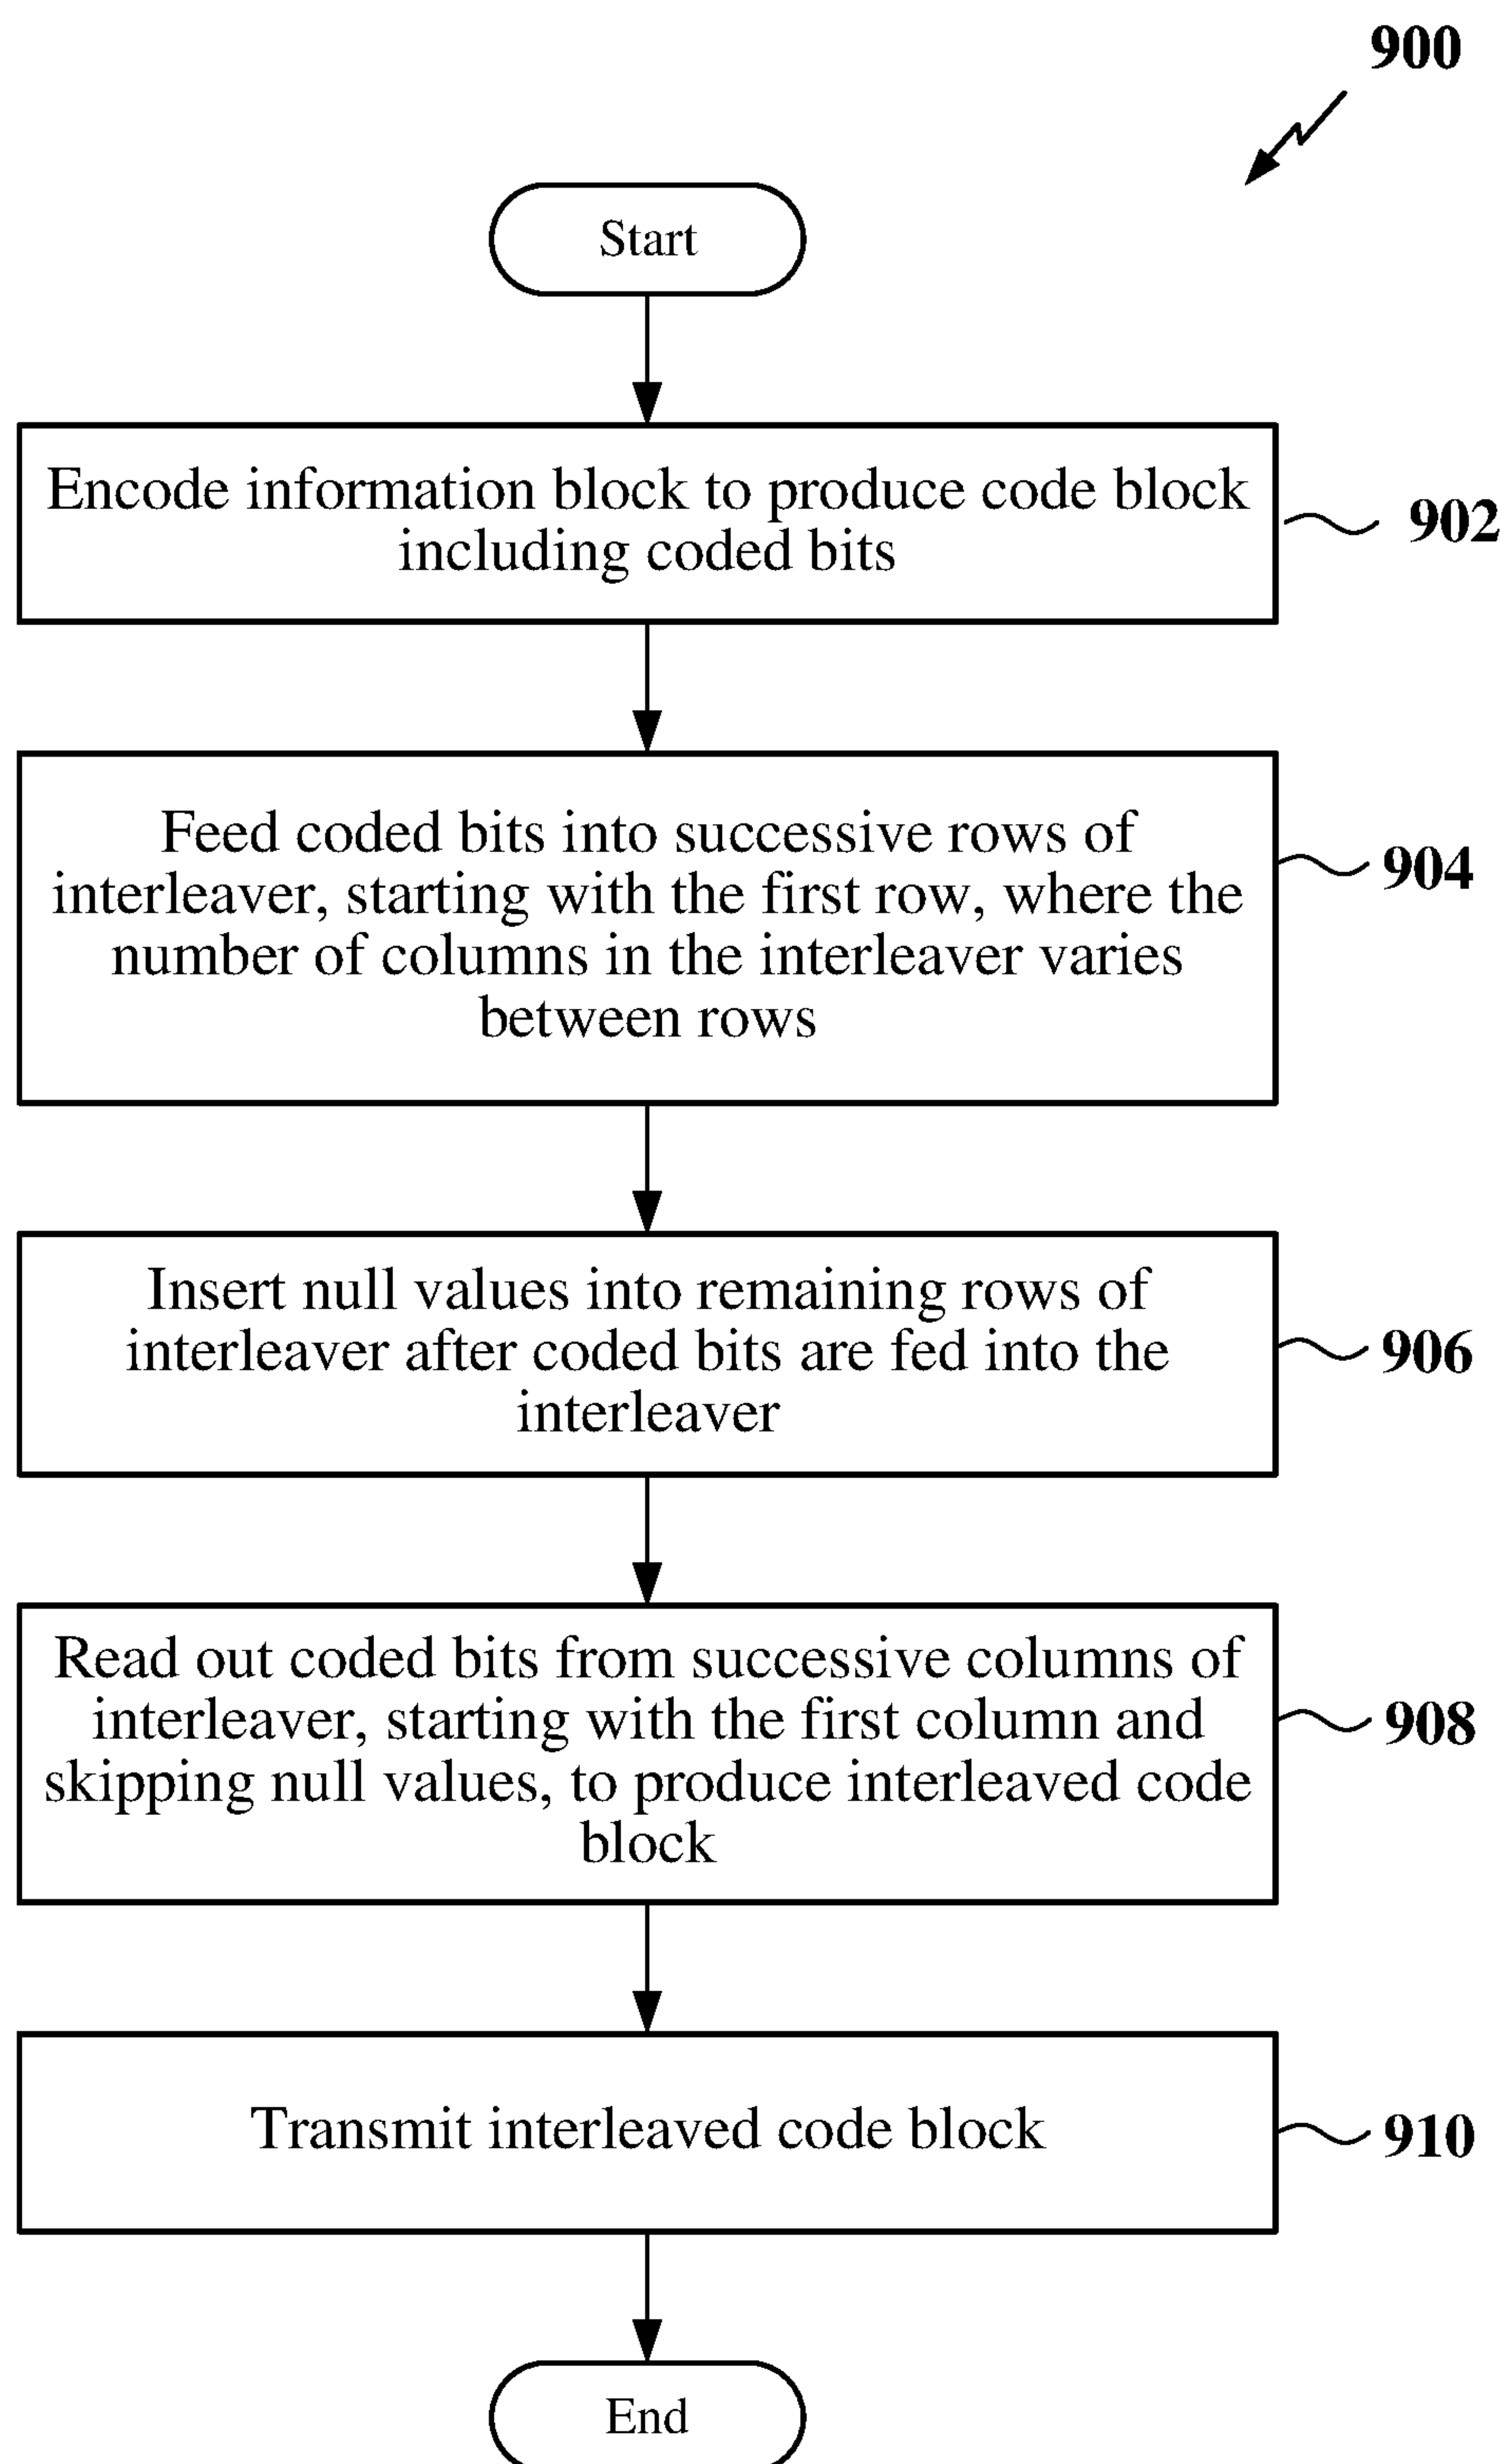 900
Start
Encode information block to produce code block
including coded bits
902
Feed coded bits into successive rows of
interleaver, starting with the first row, where the
number of columns in the interleaver varies
between rows
904
Insert null values into remaining rows of
interleaver after coded bits are fed into the
interleaver
906
Read out coded bits from successive columns of
interleaver, starting with the first column and
skipping null values, to produce interleaved code
block
908
Transmit interleaved code block
910
End